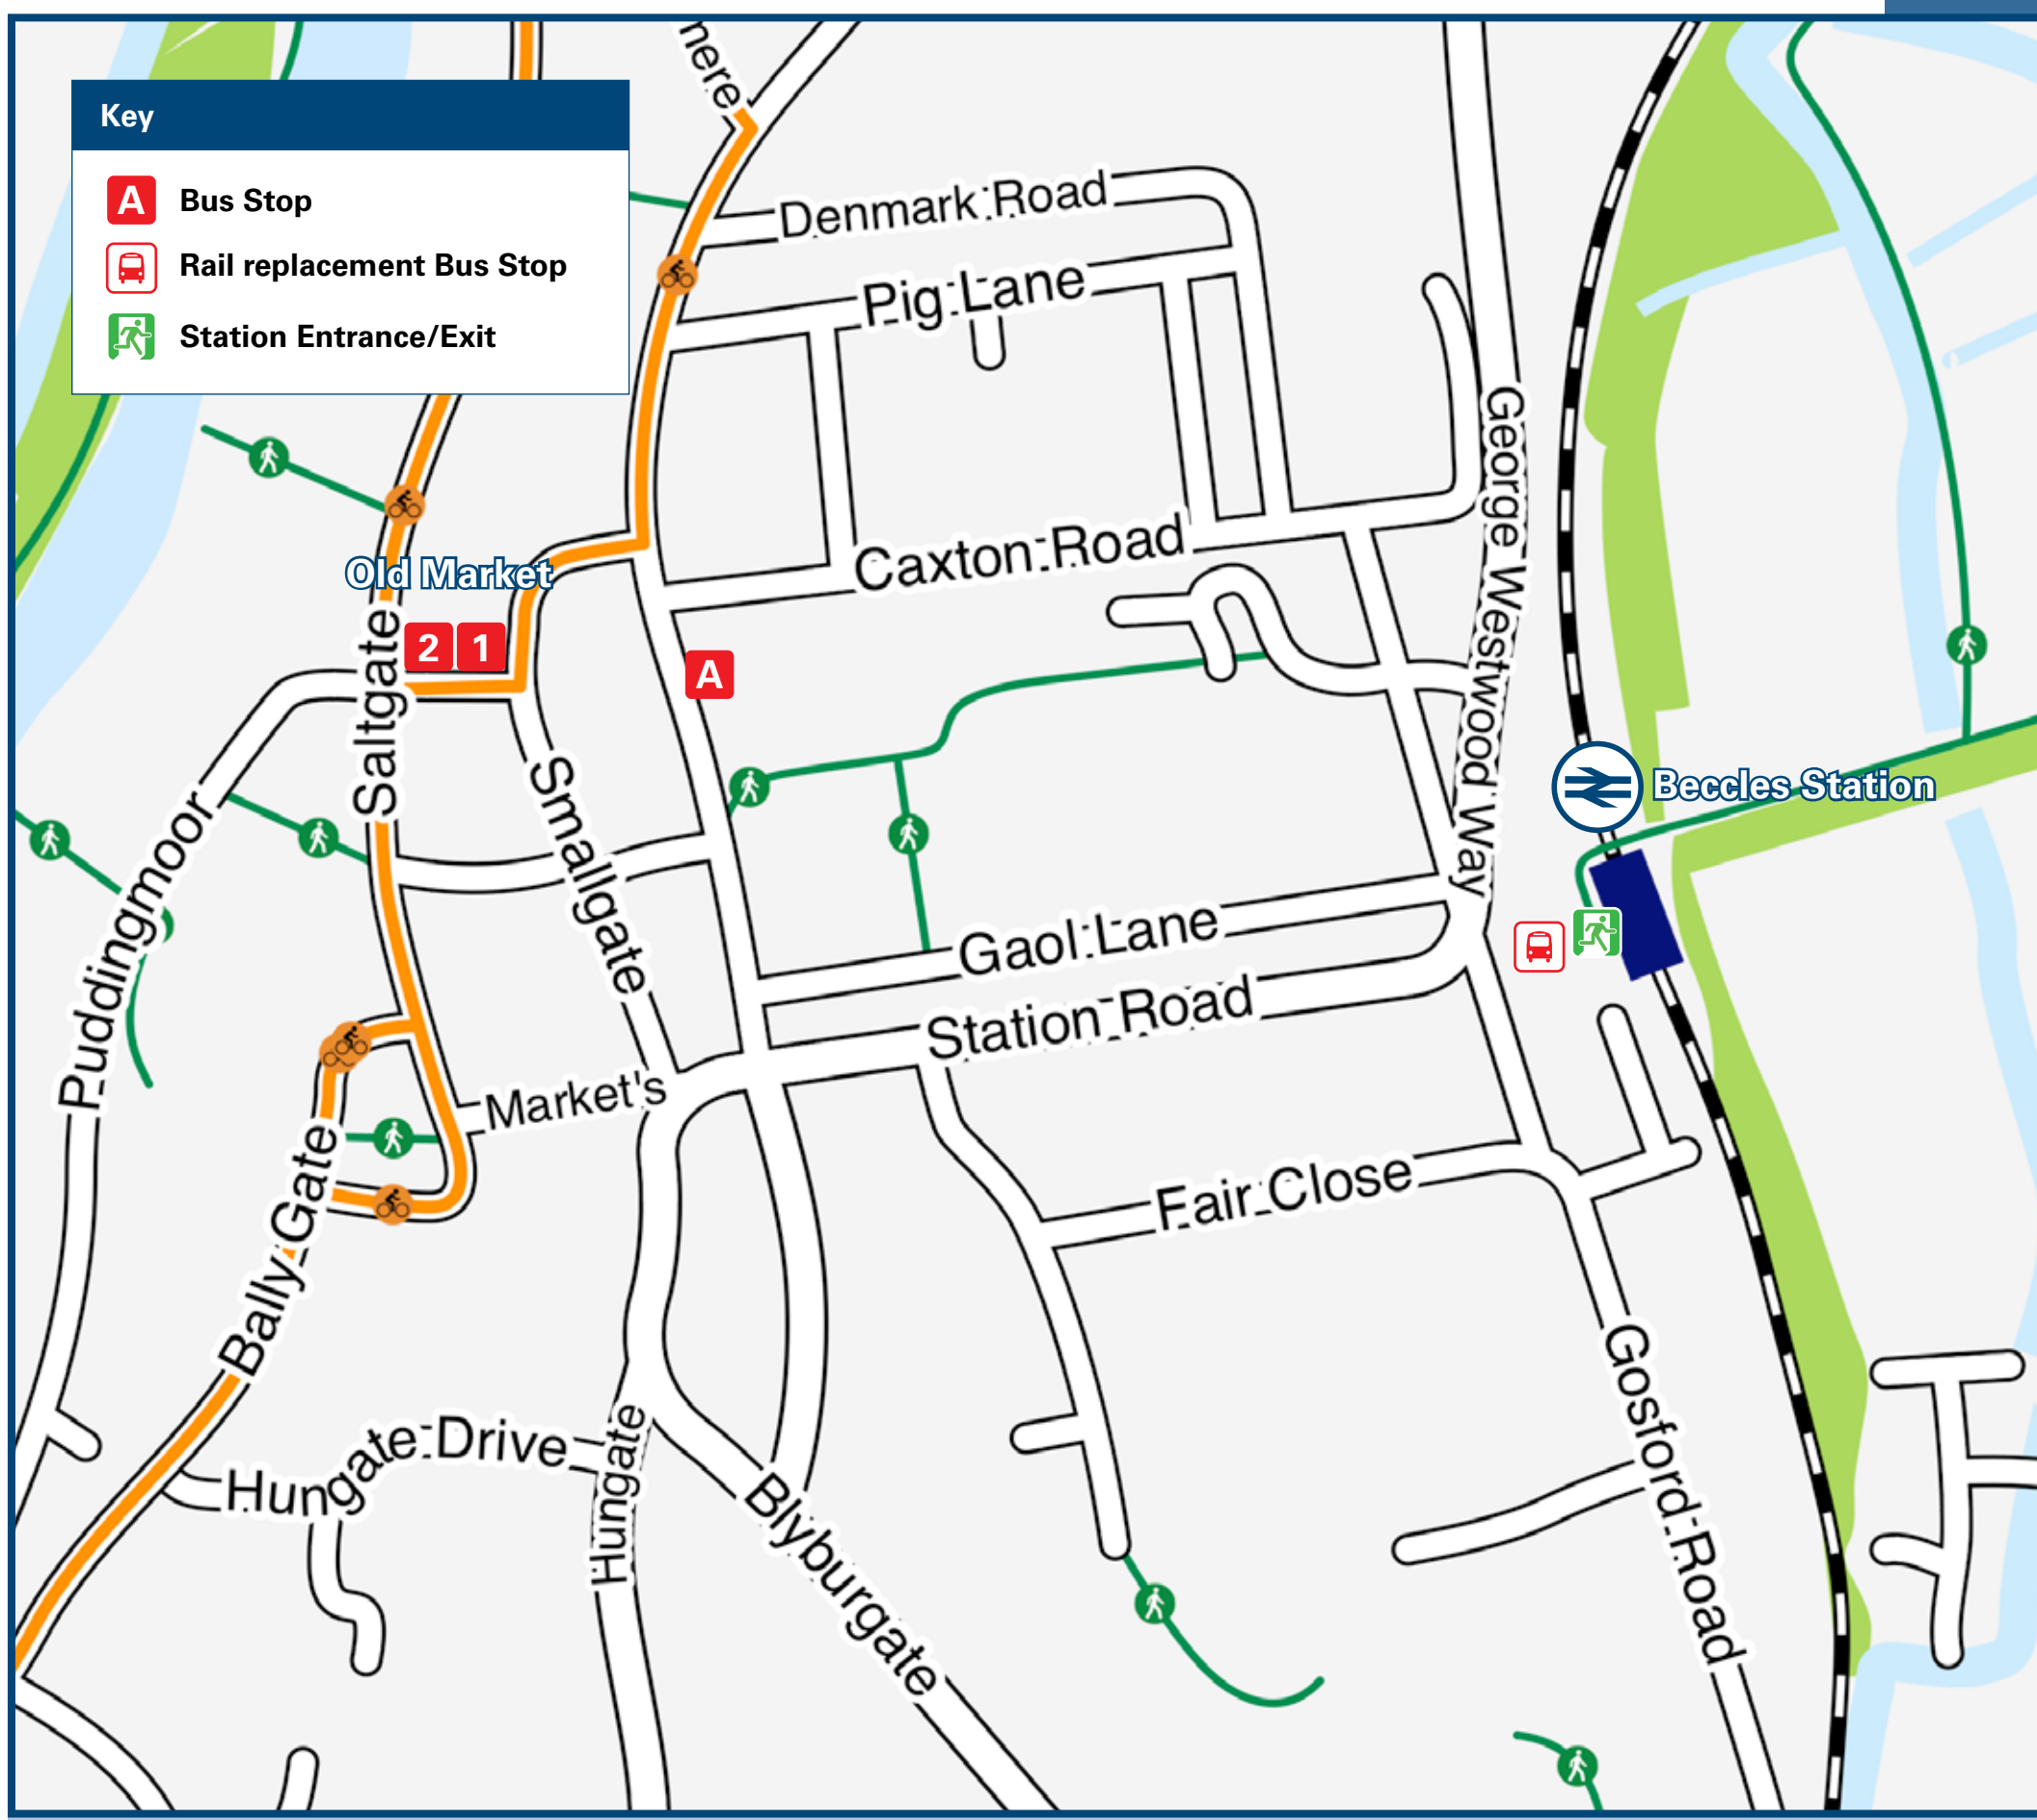 Key
A Bus Stop
Rail replacement Bus Stop
Station Entrance/Exit
mere
Denmark Road
Pig Lane
George Westwood Way
Caxton Road
Old Market
2 1
A
Saltgate
Smallgate
Puddingmoor
Beccles Station
Gaol Lane
Station Road
Market's
Bally Gate
Fair Close
Hungate Drive
Hungate
Blyburgate
Gosford Road